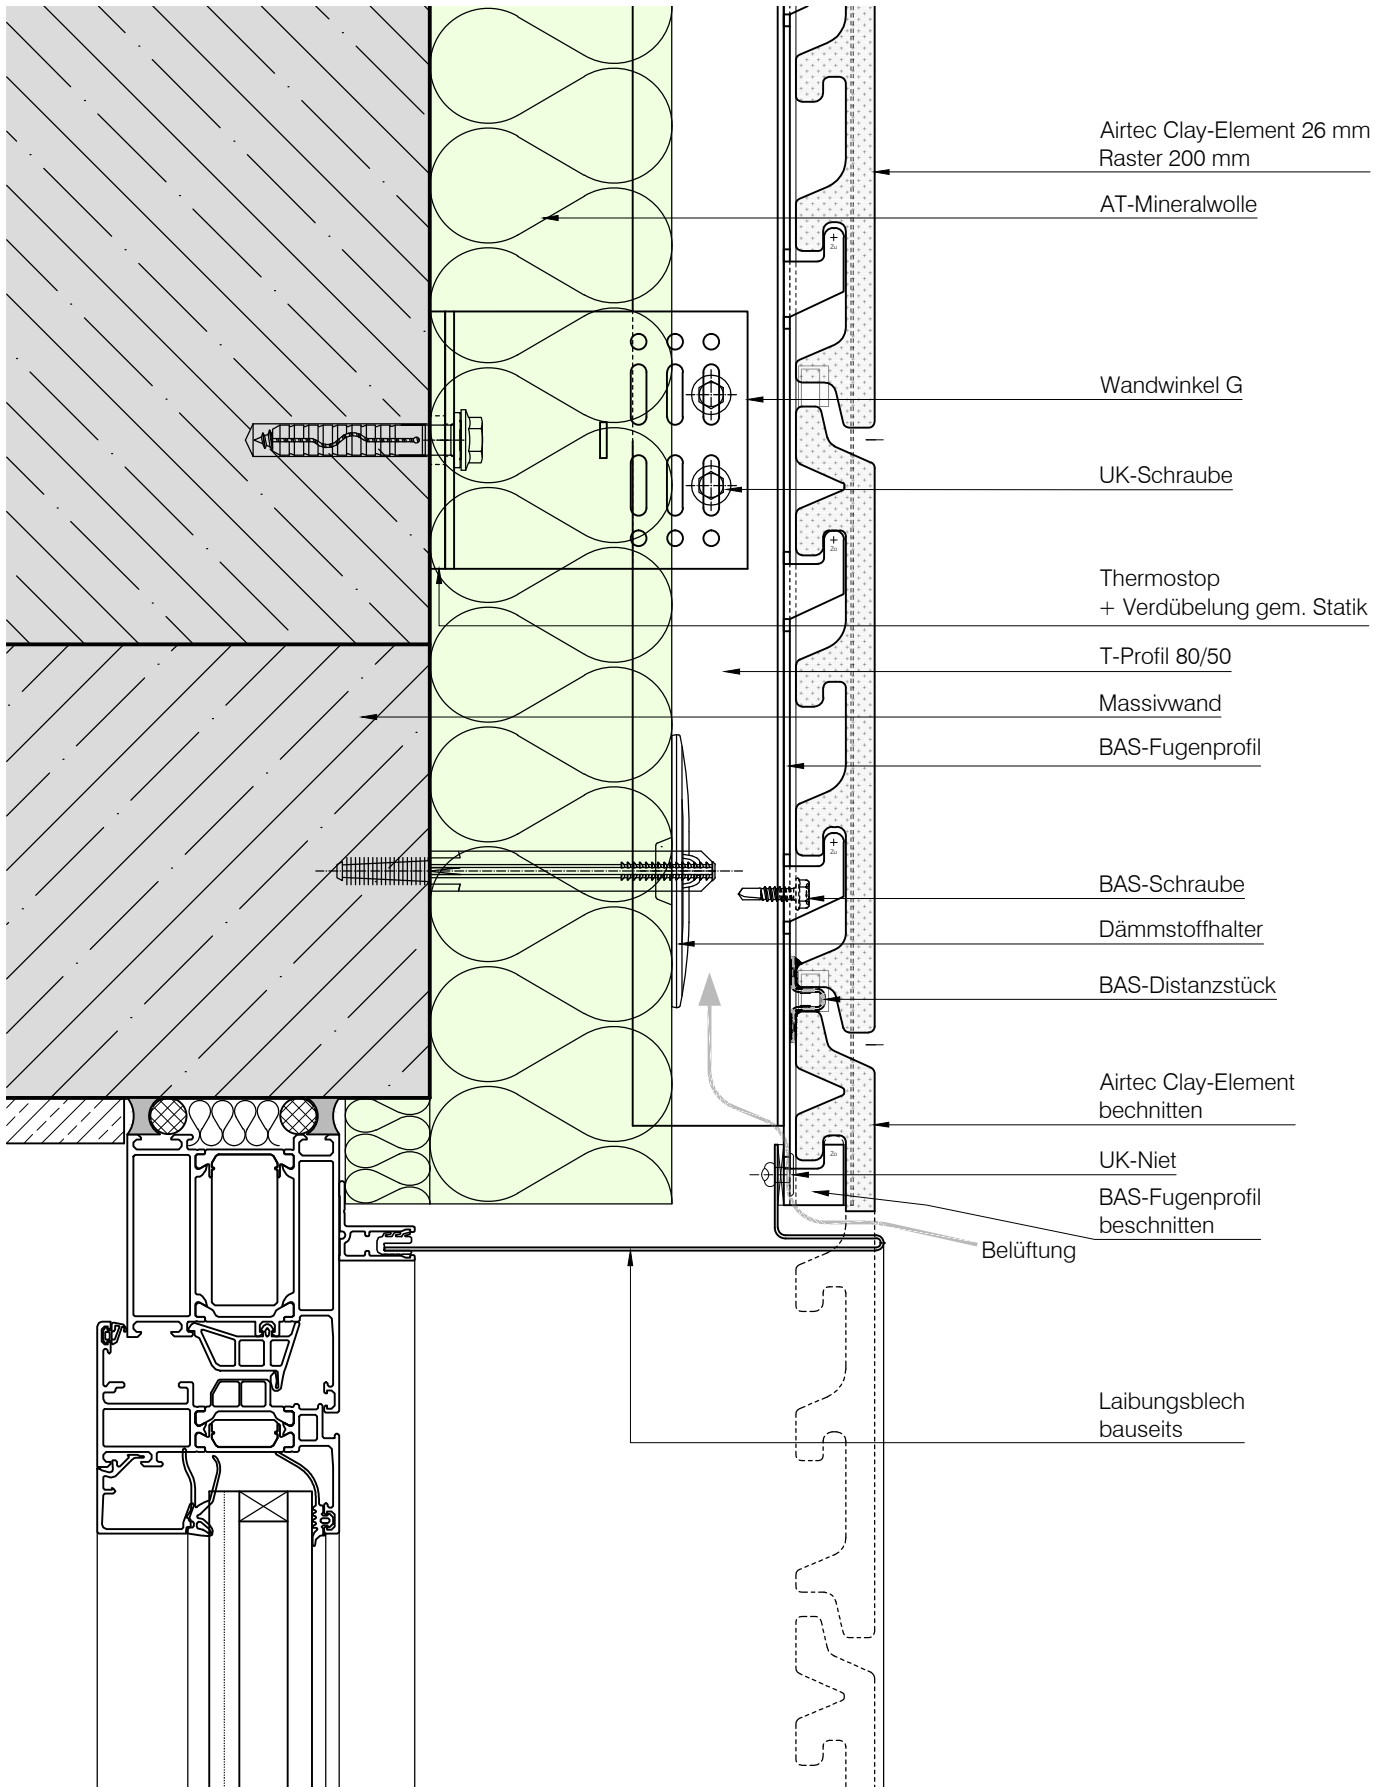 Airtec Clay-Element 26 mm
Raster 200 mm
AT-Mineralwolle
Wandwinkel G
UK-Schraube
Thermostop
+ Verdübelung gem. Statik
T-Profil 80/50
Massivwand
BAS-Fugenprofil
BAS-Schraube
Dämmstoffhalter
BAS-Distanzstück
Airtec Clay-Element
bechnitten
UK-Niet
BAS-Fugenprofil
beschnitten
Belüftung
Laibungsblech
bauseits